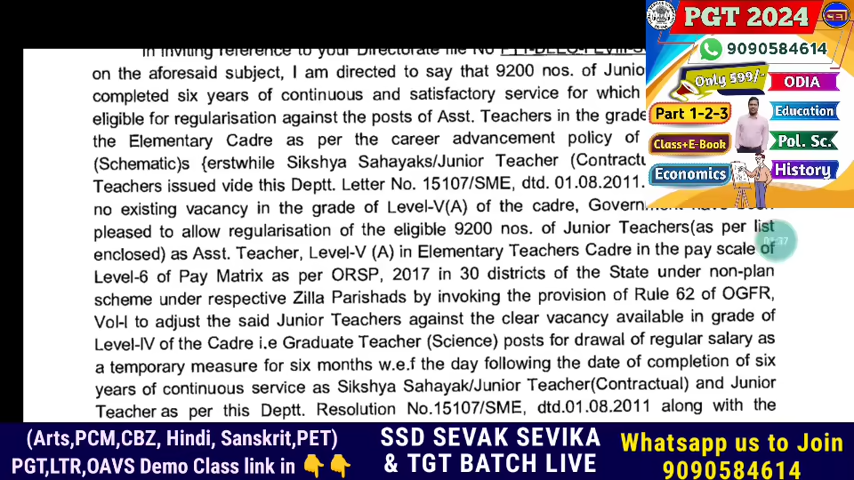 In inviting reference to your Directorate file No
on the aforesaid subject, I am directed to say that 9200 nos. of Junio
completed six years of continuous and satisfactory service for which
eligible for regularisation against the posts of Asst. Teachers in the grade
the Elementary Cadre as per the career advancement policy of
(Schematic)s {erstwhile Sikshya Sahayaks/Junior Teacher (Contractu
Teachers issued vide this Deptt. Letter No. 15107/SME, dtd. 01.08.2011.
no existing vacancy in the grade of Level-V(A) of the cadre, Government have been
pleased to allow regularisation of the eligible 9200 nos. of Junior Teachers(as per list
enclosed) as Asst. Teacher, Level-V (A) in Elementary Teachers Cadre in the pay scale of
Level-6 of Pay Matrix as per ORSP, 2017 in 30 districts of the State under non-plan
scheme under respective Zilla Parishads by invoking the provision of Rule 62 of OGFR,
Vol-I to adjust the said Junior Teachers against the clear vacancy available in grade of
Level-IV of the Cadre i.e Graduate Teacher (Science) posts for drawal of regular salary as
a temporary measure for six months w.e.f the day following the date of completion of six
years of continuous service as Sikshya Sahayak/Junior Teacher(Contractual) and Junior
Teacher as per this Deptt. Resolution No.15107/SME, dtd.01.08.2011 along with the
PGT 2024
CET
9090584614
Only 599/-
ODIA
Part 1-2-3
Education
Class+E-Book
Pol. Sc.
Economics
History
(Arts,PCM,CBZ, Hindi, Sanskrit,PET)
PGT,LTR,OAVS Demo Class link in 👇👇
SSD SEVAK SEVIKA
& TGT BATCH LIVE
Whatsapp us to Join
9090584614